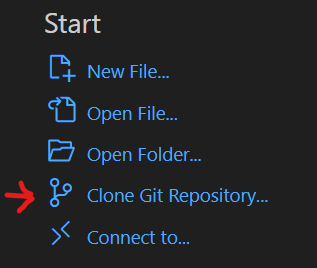 Start
New File...
Open File...
Open Folder...
Clone Git Repository...
Connect to...